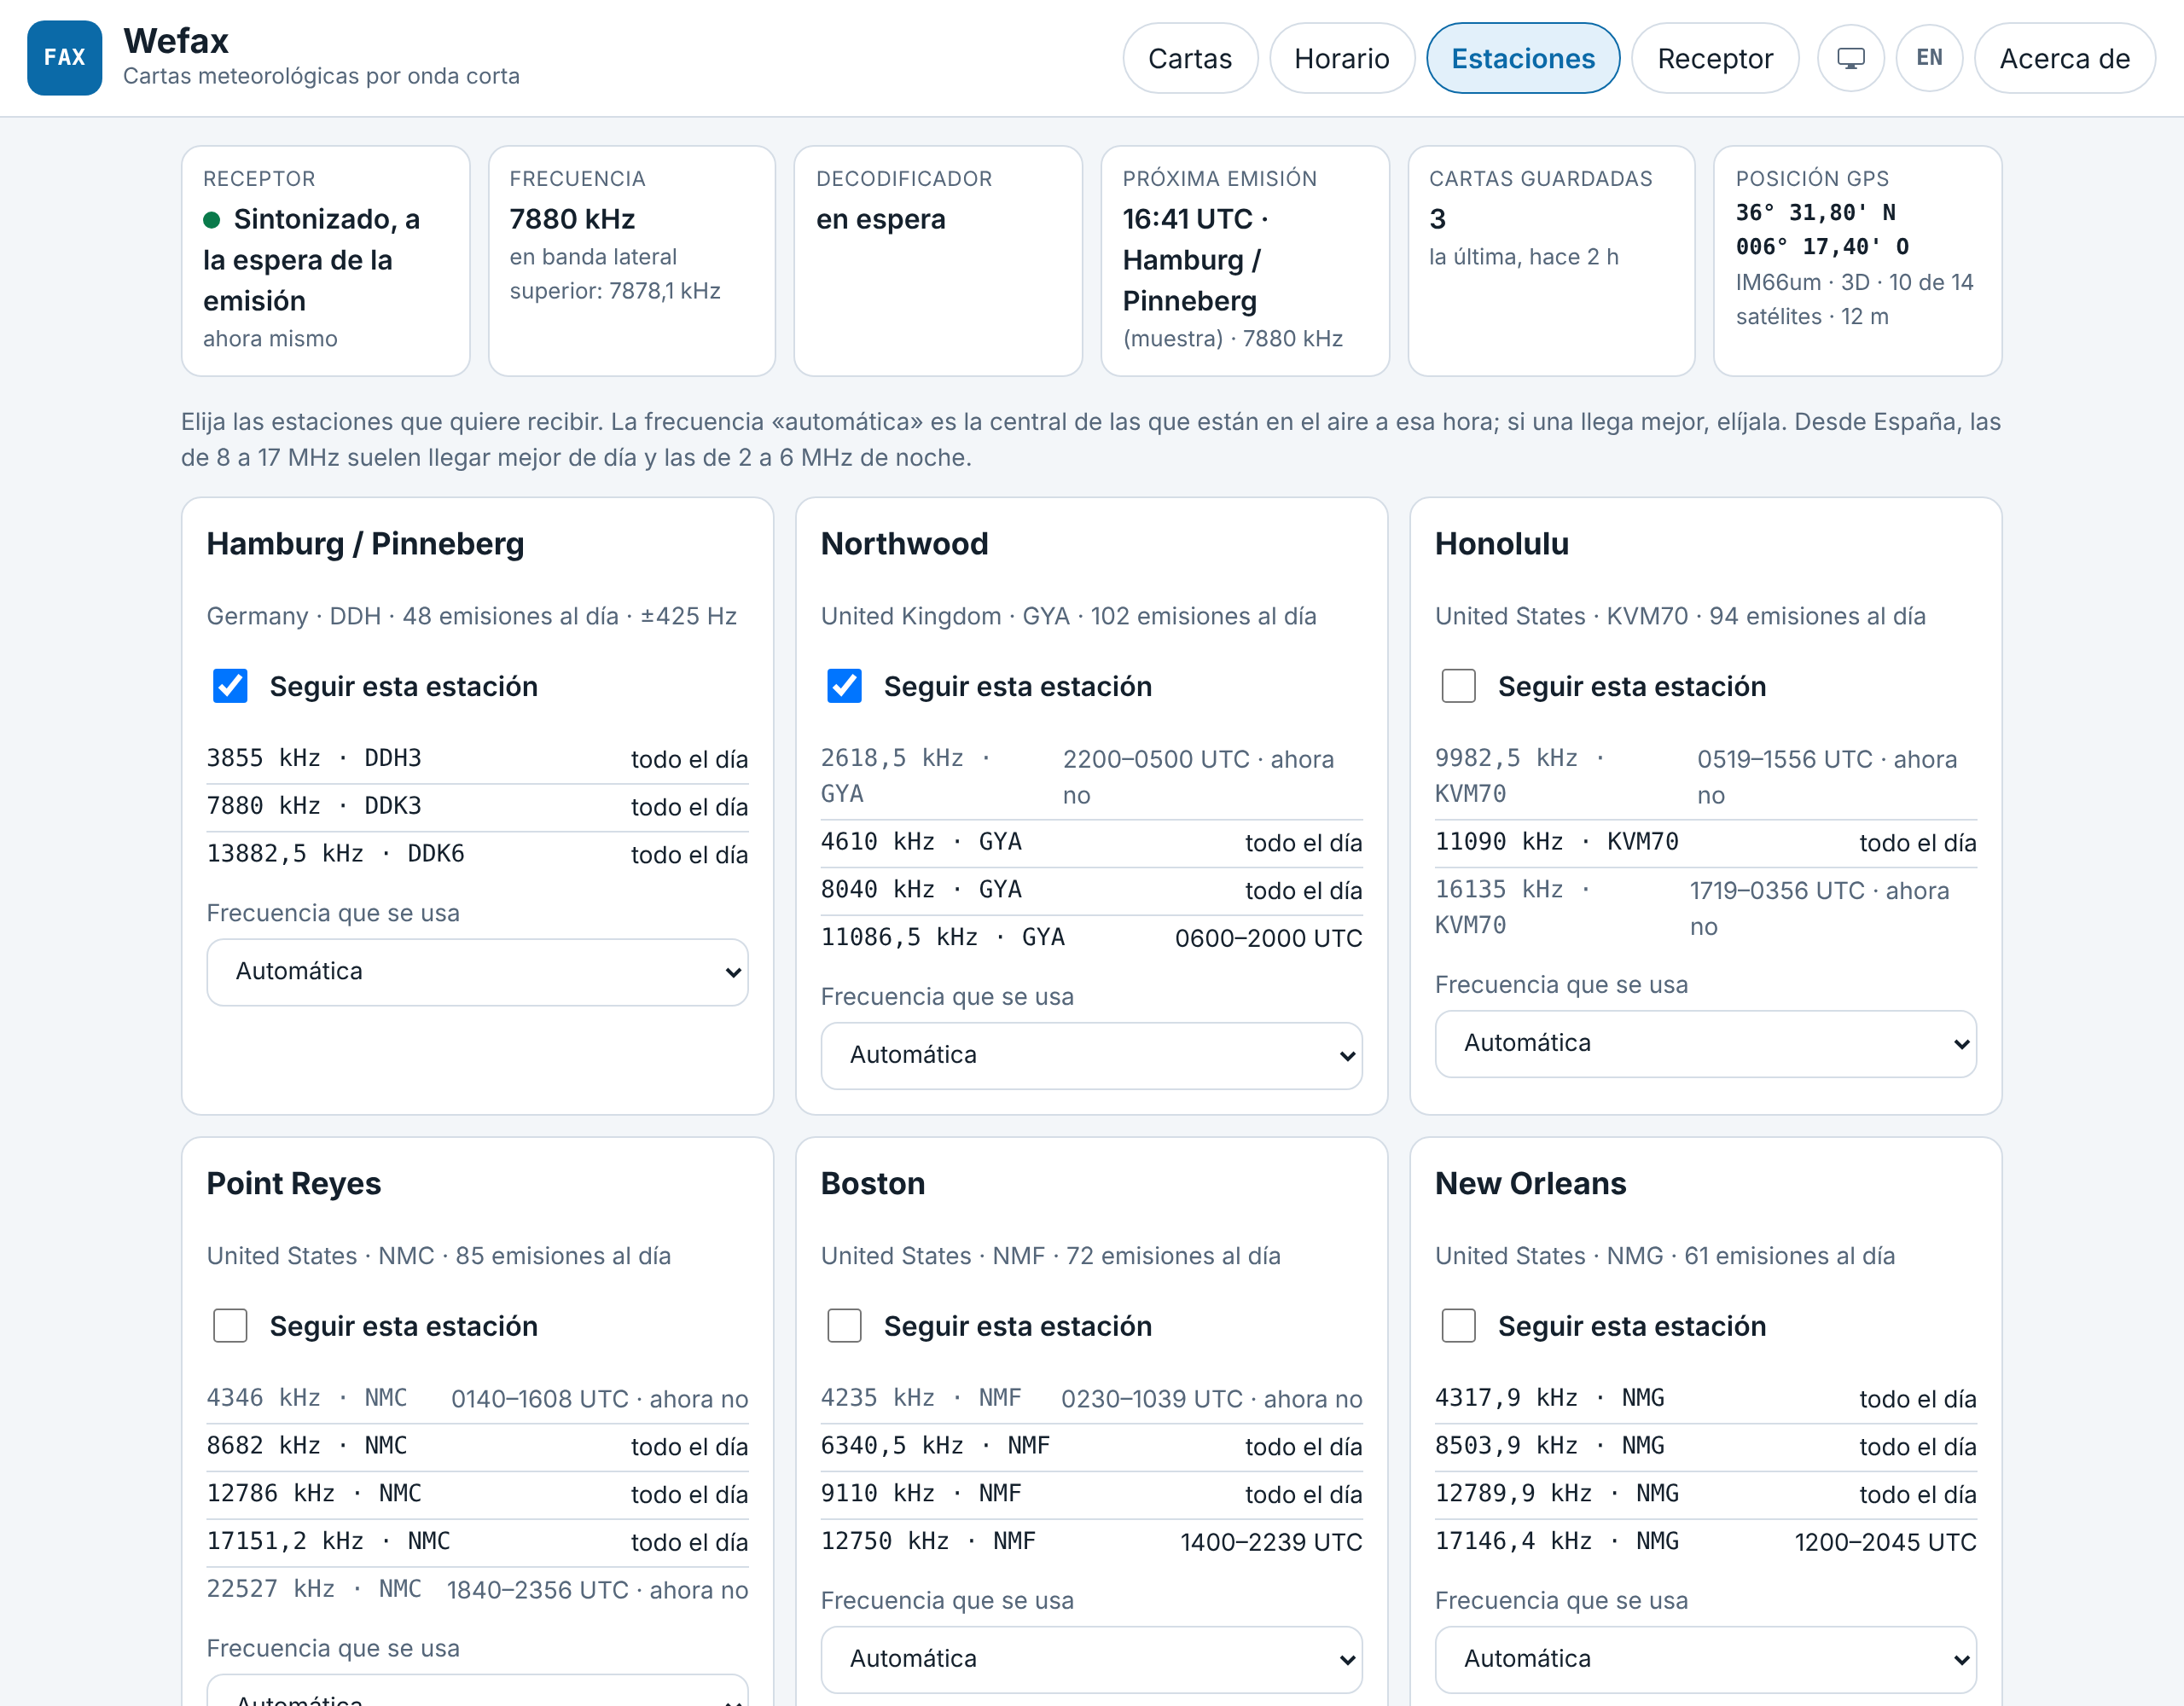 FAX
Wefax
Cartas meteorológicas por onda corta
Cartas
Horario
Estaciones
Receptor
EN
Acerca de
RECEPTOR
Sintonizado, a
la espera de la
emisión
ahora mismo
FRECUENCIA
7880 kHz
en banda lateral
superior: 7878,1 kHz
DECODIFICADOR
en espera
PRÓXIMA EMISIÓN
16:41 UTC ·
Hamburg /
Pinneberg
(muestra) · 7880 kHz
CARTAS GUARDADAS
3
la última, hace 2 h
POSICIÓN GPS
36° 31,80' N
006° 17,40' O
IM66um · 3D · 10 de 14
satélites · 12 m
Elija las estaciones que quiere recibir. La frecuencia «automática» es la central de las que están en el aire a esa hora; si una llega mejor, elíjala. Desde España, las
de 8 a 17 MHz suelen llegar mejor de día y las de 2 a 6 MHz de noche.
Hamburg / Pinneberg
Germany · DDH · 48 emisiones al día · ±425 Hz
Seguir esta estación
3855 kHz · DDH3 todo el día
7880 kHz · DDK3 todo el día
13882,5 kHz · DDK6 todo el día
Frecuencia que se usa
Automática
Northwood
United Kingdom · GYA · 102 emisiones al día
Seguir esta estación
2618,5 kHz · 2200–0500 UTC · ahora
GYA no
4610 kHz · GYA todo el día
8040 kHz · GYA todo el día
11086,5 kHz · GYA 0600–2000 UTC
Frecuencia que se usa
Automática
Honolulu
United States · KVM70 · 94 emisiones al día
Seguir esta estación
9982,5 kHz · 0519–1556 UTC · ahora
KVM70 no
11090 kHz · KVM70 todo el día
16135 kHz · 1719–0356 UTC · ahora
KVM70 no
Frecuencia que se usa
Automática
Point Reyes
United States · NMC · 85 emisiones al día
Seguir esta estación
4346 kHz · NMC 0140–1608 UTC · ahora no
8682 kHz · NMC todo el día
12786 kHz · NMC todo el día
17151,2 kHz · NMC todo el día
22527 kHz · NMC 1840–2356 UTC · ahora no
Frecuencia que se usa
Automática
Boston
United States · NMF · 72 emisiones al día
Seguir esta estación
4235 kHz · NMF 0230–1039 UTC · ahora no
6340,5 kHz · NMF todo el día
9110 kHz · NMF todo el día
12750 kHz · NMF 1400–2239 UTC
Frecuencia que se usa
Automática
New Orleans
United States · NMG · 61 emisiones al día
Seguir esta estación
4317,9 kHz · NMG todo el día
8503,9 kHz · NMG todo el día
12789,9 kHz · NMG todo el día
17146,4 kHz · NMG 1200–2045 UTC
Frecuencia que se usa
Automática